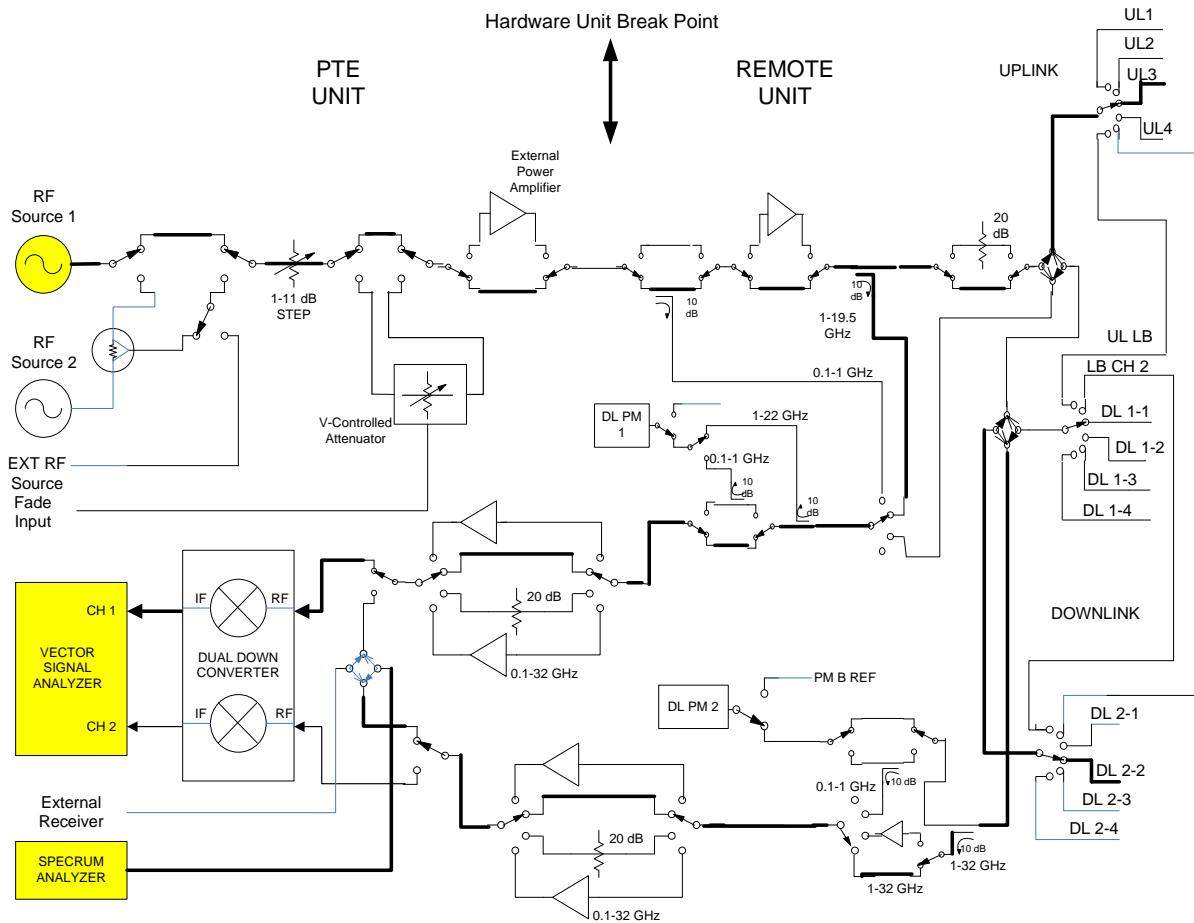 Hardware Unit Break Point
PTE
UNIT
REMOTE
UNIT
UPLINK
UL1
UL2
UL3
UL4
External
Power
Amplifier
RF
Source 1
20
dB
1-11 dB
STEP
10
dB
10
dB
1-19.5
GHz
RF
Source 2
UL LB
LB CH 2
0.1-1 GHz
V-Controlled
Attenuator
DL PM
1
1-22 GHz
DL 1-1
DL 1-2
DL 1-3
DL 1-4
0.1-1 GHz
10
dB
10
dB
EXT RF
Source
Fade
Input
CH 1
IF
RF
20 dB
DOWNLINK
VECTOR
SIGNAL
ANALYZER
DUAL DOWN
CONVERTER
0.1-32 GHz
PM B REF
DL PM 2
CH 2
IF
RF
DL 2-1
DL 2-2
DL 2-3
DL 2-4
0.1-1 GHz
10 dB
External
Receiver
20 dB
10 dB
1-32 GHz
1-32 GHz
SPECRUM
ANALYZER
0.1-32 GHz